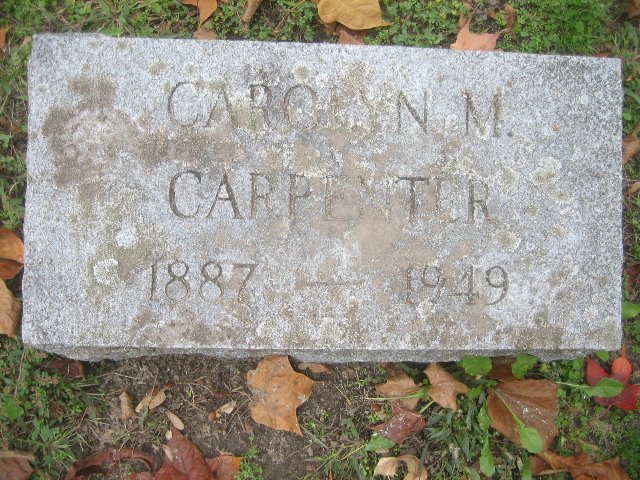 CAROLYN M.
CARPENTER
1887 — 1949